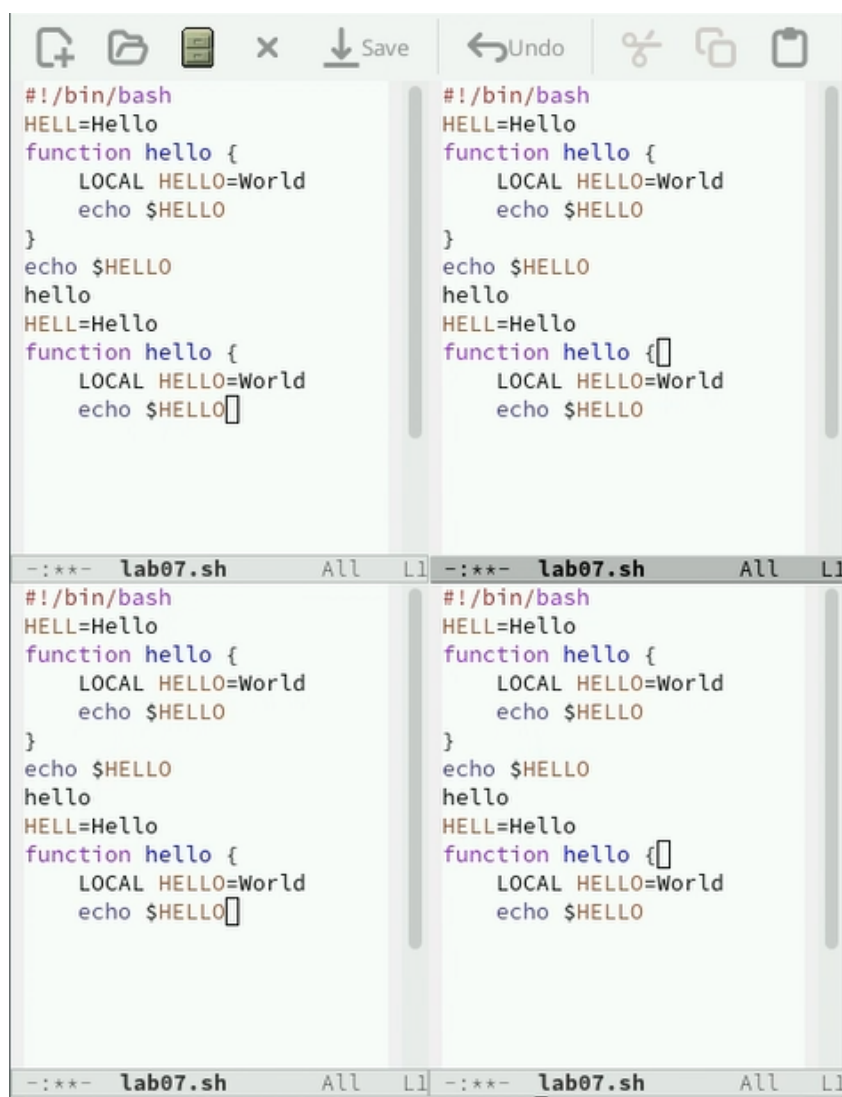 Save Undo
#!/bin/bash
HELL=Hello
function hello {
    LOCAL HELLO=World
    echo $HELLO
}
echo $HELLO
hello
HELL=Hello
function hello {
    LOCAL HELLO=World
    echo $HELLO
-:**- lab07.sh All L1
#!/bin/bash
HELL=Hello
function hello {
    LOCAL HELLO=World
    echo $HELLO
}
echo $HELLO
hello
HELL=Hello
function hello {
    LOCAL HELLO=World
    echo $HELLO
-:**- lab07.sh All L1
#!/bin/bash
HELL=Hello
function hello {
    LOCAL HELLO=World
    echo $HELLO
}
echo $HELLO
hello
HELL=Hello
function hello {
    LOCAL HELLO=World
    echo $HELLO
-:**- lab07.sh All L1
#!/bin/bash
HELL=Hello
function hello {
    LOCAL HELLO=World
    echo $HELLO
}
echo $HELLO
hello
HELL=Hello
function hello {
    LOCAL HELLO=World
    echo $HELLO
-:**- lab07.sh All L1